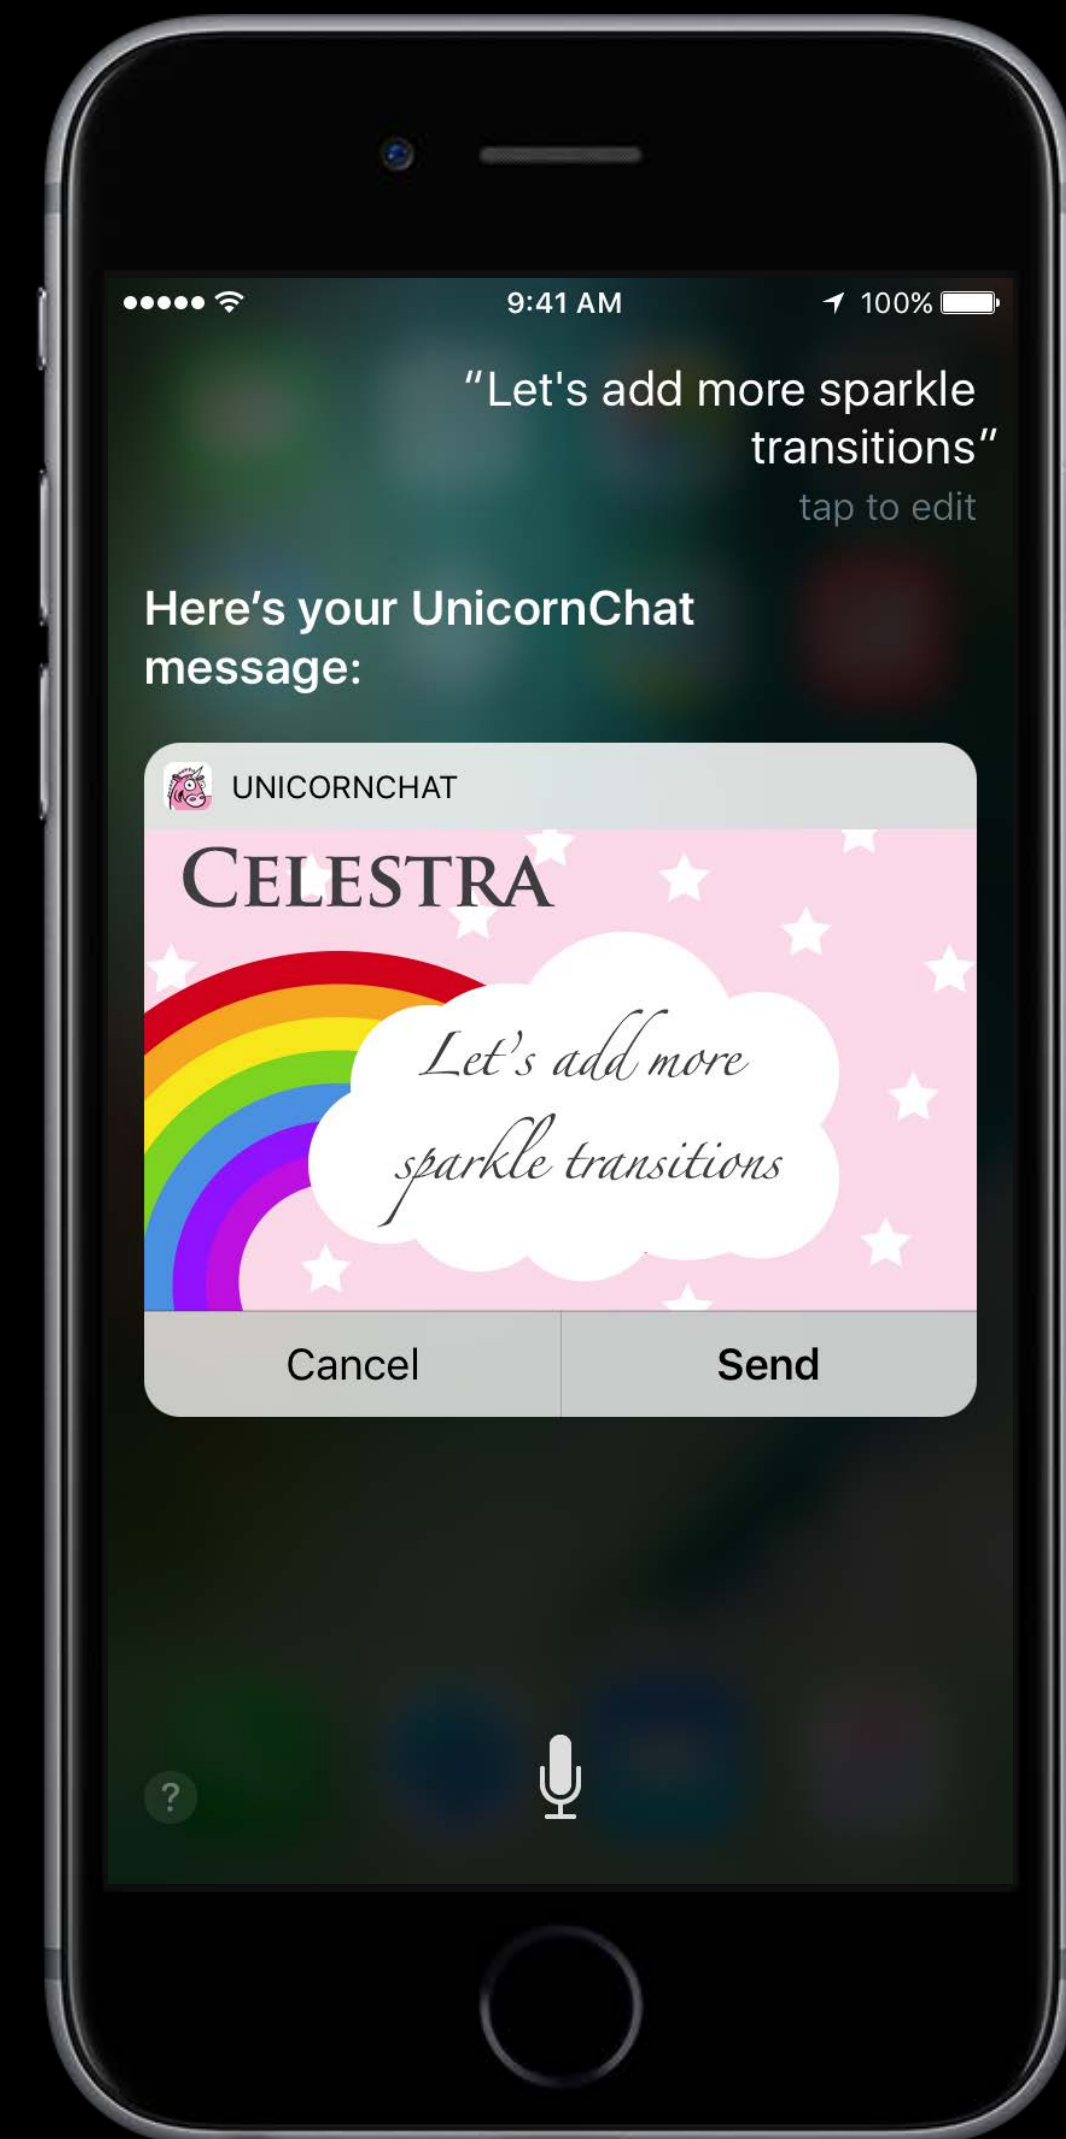 9:41 AM
100%
"Let's add more sparkle
transitions"
tap to edit
Here's your UnicornChat
message:
UNICORNCHAT
CELESTRA
Let's add more
sparkle transitions
Cancel
Send
?